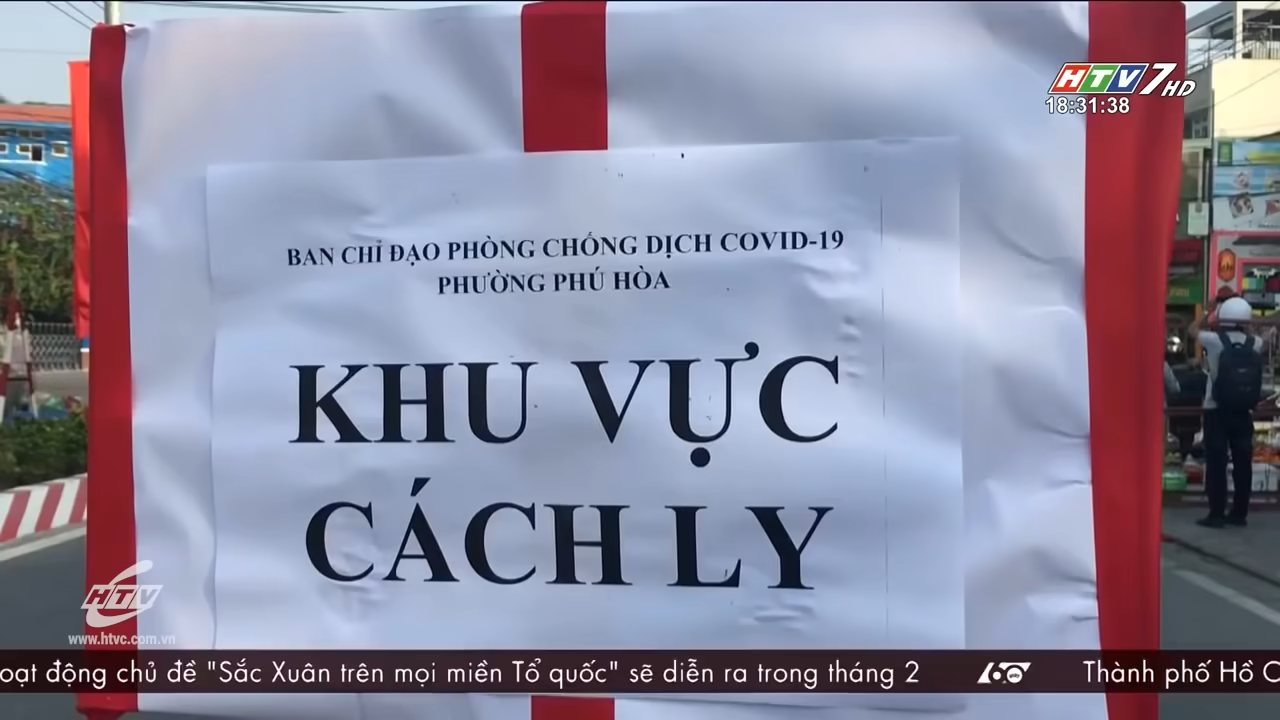 HTV7 HD
18:31:38
BAN CHỈ ĐẠO PHÒNG CHỐNG DỊCH COVID-19
PHƯỜNG PHÚ HÒA
KHU VỰC
CÁCH LY
HTV
www.htvc.com.vn
oạt động chủ đề "Sắc Xuân trên mọi miền Tổ quốc" sẽ diễn ra trong tháng 2
60
Thành phố Hồ C